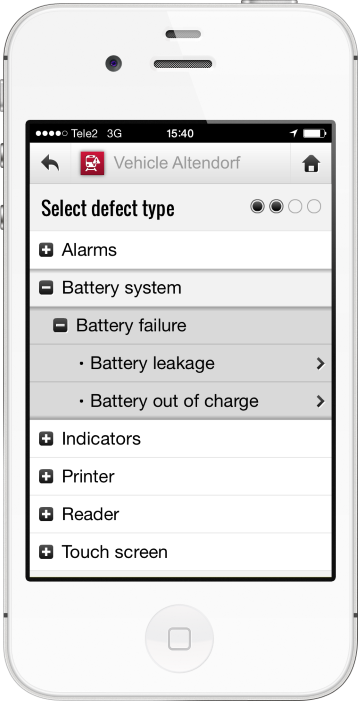 Tele2 3G 15:40
Vehicle Altendorf
Select defect type
Alarms
Battery system
Battery failure
· Battery leakage
· Battery out of charge
Indicators
Printer
Reader
Touch screen